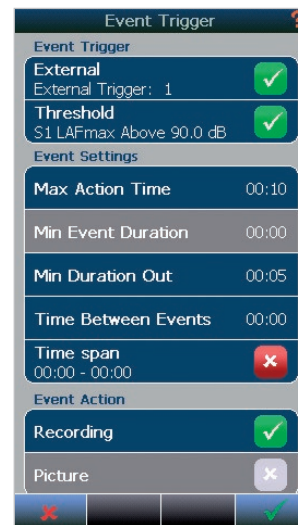 Event Trigger ?
Event Trigger
External
External Trigger: 1
Threshold
S1 LAFmax Above 90.0 dB
Event Settings
Max Action Time 00:10
Min Event Duration 00:00
Min Duration Out 00:05
Time Between Events 00:00
Time span
00:00 - 00:00
Event Action
Recording
Picture